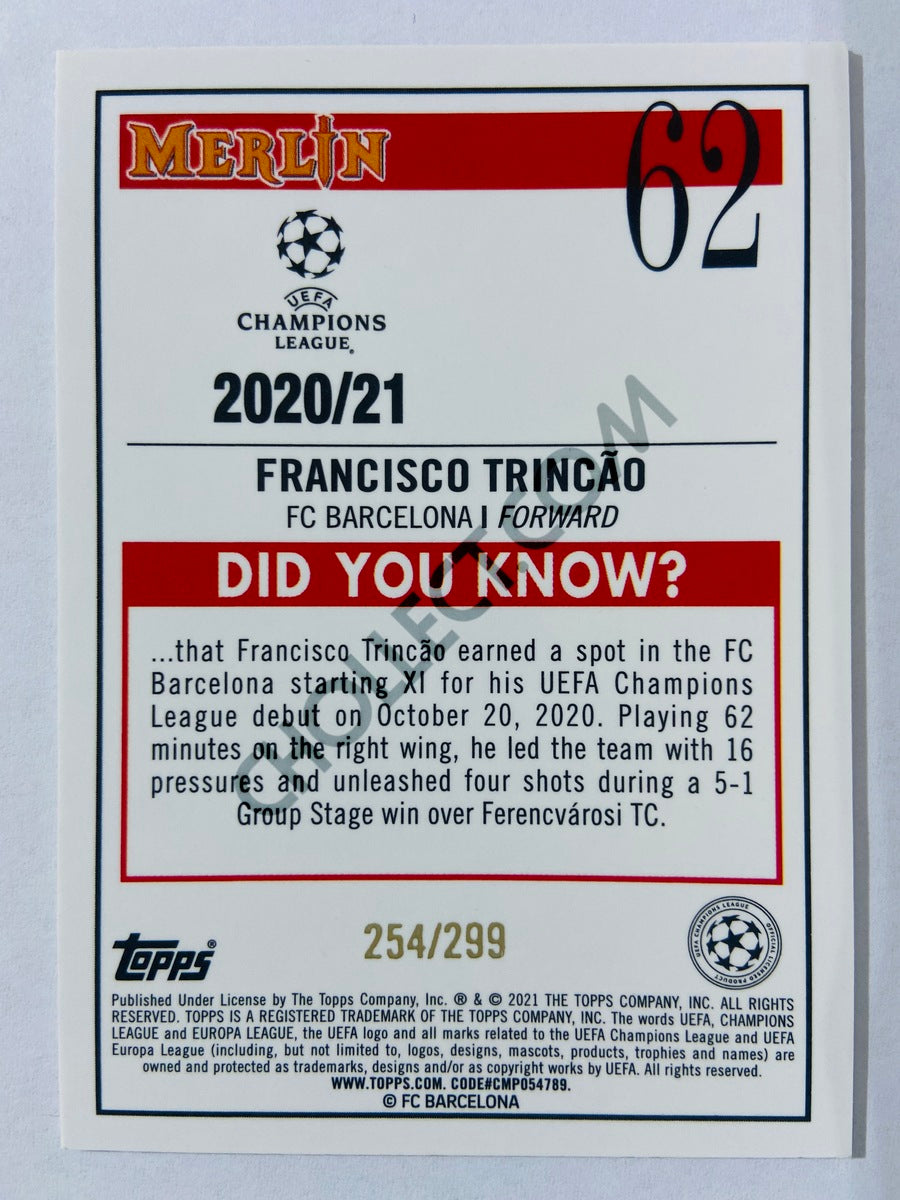 MERLIN
62
UEFA
CHAMPIONS
LEAGUE®
2020/21
FRANCISCO TRINCÃO
FC BARCELONA | FORWARD
DID YOU KNOW?
...that Francisco Trincão earned a spot in the FC
Barcelona starting XI for his UEFA Champions
League debut on October 20, 2020. Playing 62
minutes on the right wing, he led the team with 16
pressures and unleashed four shots during a 5-1
Group Stage win over Ferencvárosi TC.
CHOLLECT.COM
254/299
Topps®
UEFA CHAMPIONS LEAGUE OFFICIAL LICENSED PRODUCT
Published Under License by The Topps Company, Inc. ® & © 2021 THE TOPPS COMPANY, INC. ALL RIGHTS
RESERVED. TOPPS IS A REGISTERED TRADEMARK OF THE TOPPS COMPANY, INC. The words UEFA, CHAMPIONS
LEAGUE and EUROPA LEAGUE, the UEFA logo and all marks related to the UEFA Champions League and UEFA
Europa League (including, but not limited to, logos, designs, mascots, products, trophies and names) are
owned and protected as trademarks, designs and/or as copyright works by UEFA. All rights reserved.
WWW.TOPPS.COM. CODE#CMP054789.
© FC BARCELONA